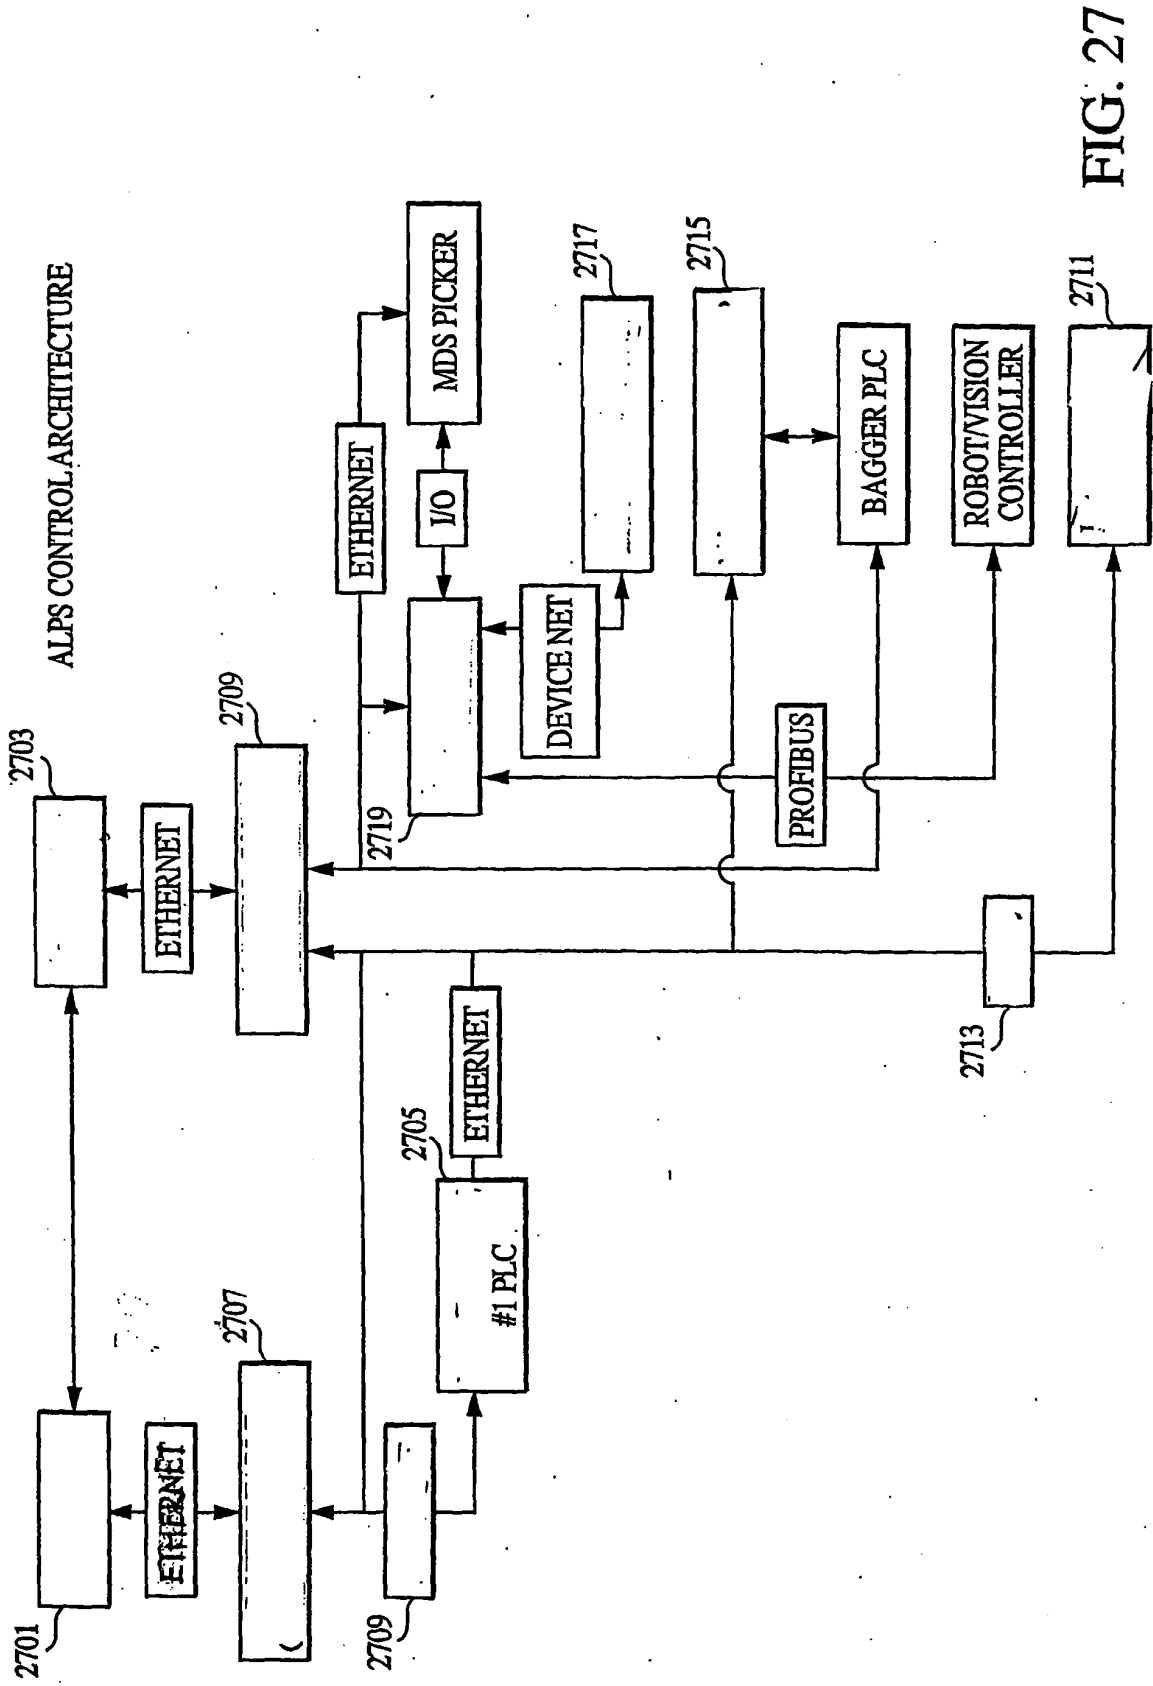 ALPS CONTROL ARCHITECTURE
2701
2703
ETHERNET
ETHERNET
2707
2709
2709
#1 PLC
2705
ETHERNET
2719
ETHERNET
I/O
MDS PICKER
DEVICE NET
2717
2715
PROFIBUS
BAGGER PLC
ROBOT/VISION
CONTROLLER
2713
2711
FIG. 27